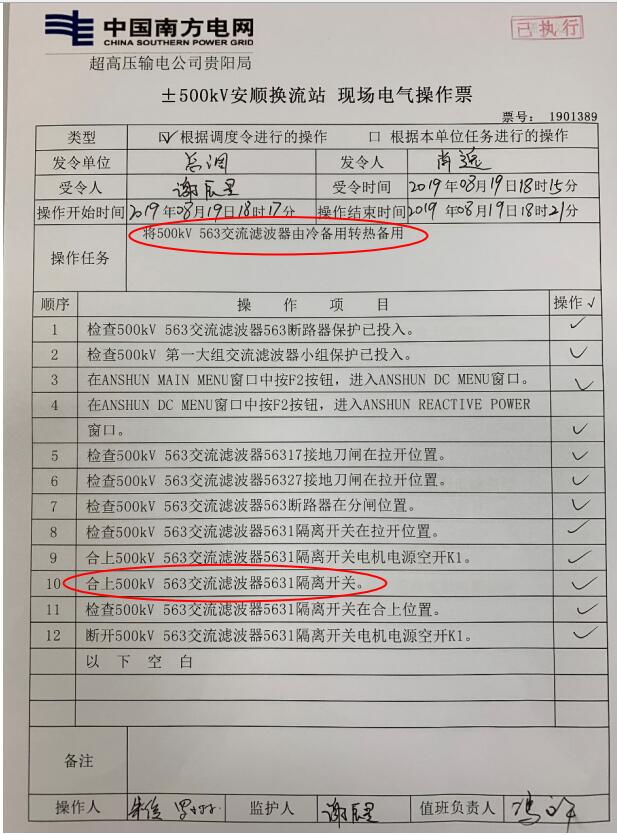 中国南方电网
CHINA SOUTHERN POWER GRID
已执行
超高压输电公司贵阳局
±500kV安顺换流站 现场电气操作票
票号： 1901389
类型 ☑ 根据调度令进行的操作 □ 根据本单位任务进行的操作
发令单位 总调 发令人 肖遥
受令人 谢辰昱 受令时间 2019年08月19日18时15分
操作开始时间 2019年08月19日18时17分 操作结束时间 2019年08月19日18时21分
操作任务 将500kV 563交流滤波器由冷备用转热备用
顺序 操 作 项 目 操作√
1 检查500kV 563交流滤波器563断路器保护已投入。 ✓
2 检查500kV 第一大组交流滤波器小组保护已投入。 ✓
3 在ANSHUN MAIN MENU窗口中按F2按钮，进入ANSHUN DC MENU窗口。 ✓
4 在ANSHUN DC MENU窗口中按F2按钮，进入ANSHUN REACTIVE POWER
窗口。 ✓
5 检查500kV 563交流滤波器56317接地刀闸在拉开位置。 ✓
6 检查500kV 563交流滤波器56327接地刀闸在拉开位置。 ✓
7 检查500kV 563交流滤波器563断路器在分闸位置。 ✓
8 检查500kV 563交流滤波器5631隔离开关在拉开位置。 ✓
9 合上500kV 563交流滤波器5631隔离开关电机电源空开K1。 ✓
10 合上500kV 563交流滤波器5631隔离开关。 ✓
11 检查500kV 563交流滤波器5631隔离开关在合上位置。 ✓
12 断开500kV 563交流滤波器5631隔离开关电机电源空开K1。 ✓
以 下 空 白
备注
操作人 监护人 谢辰昱 值班负责人